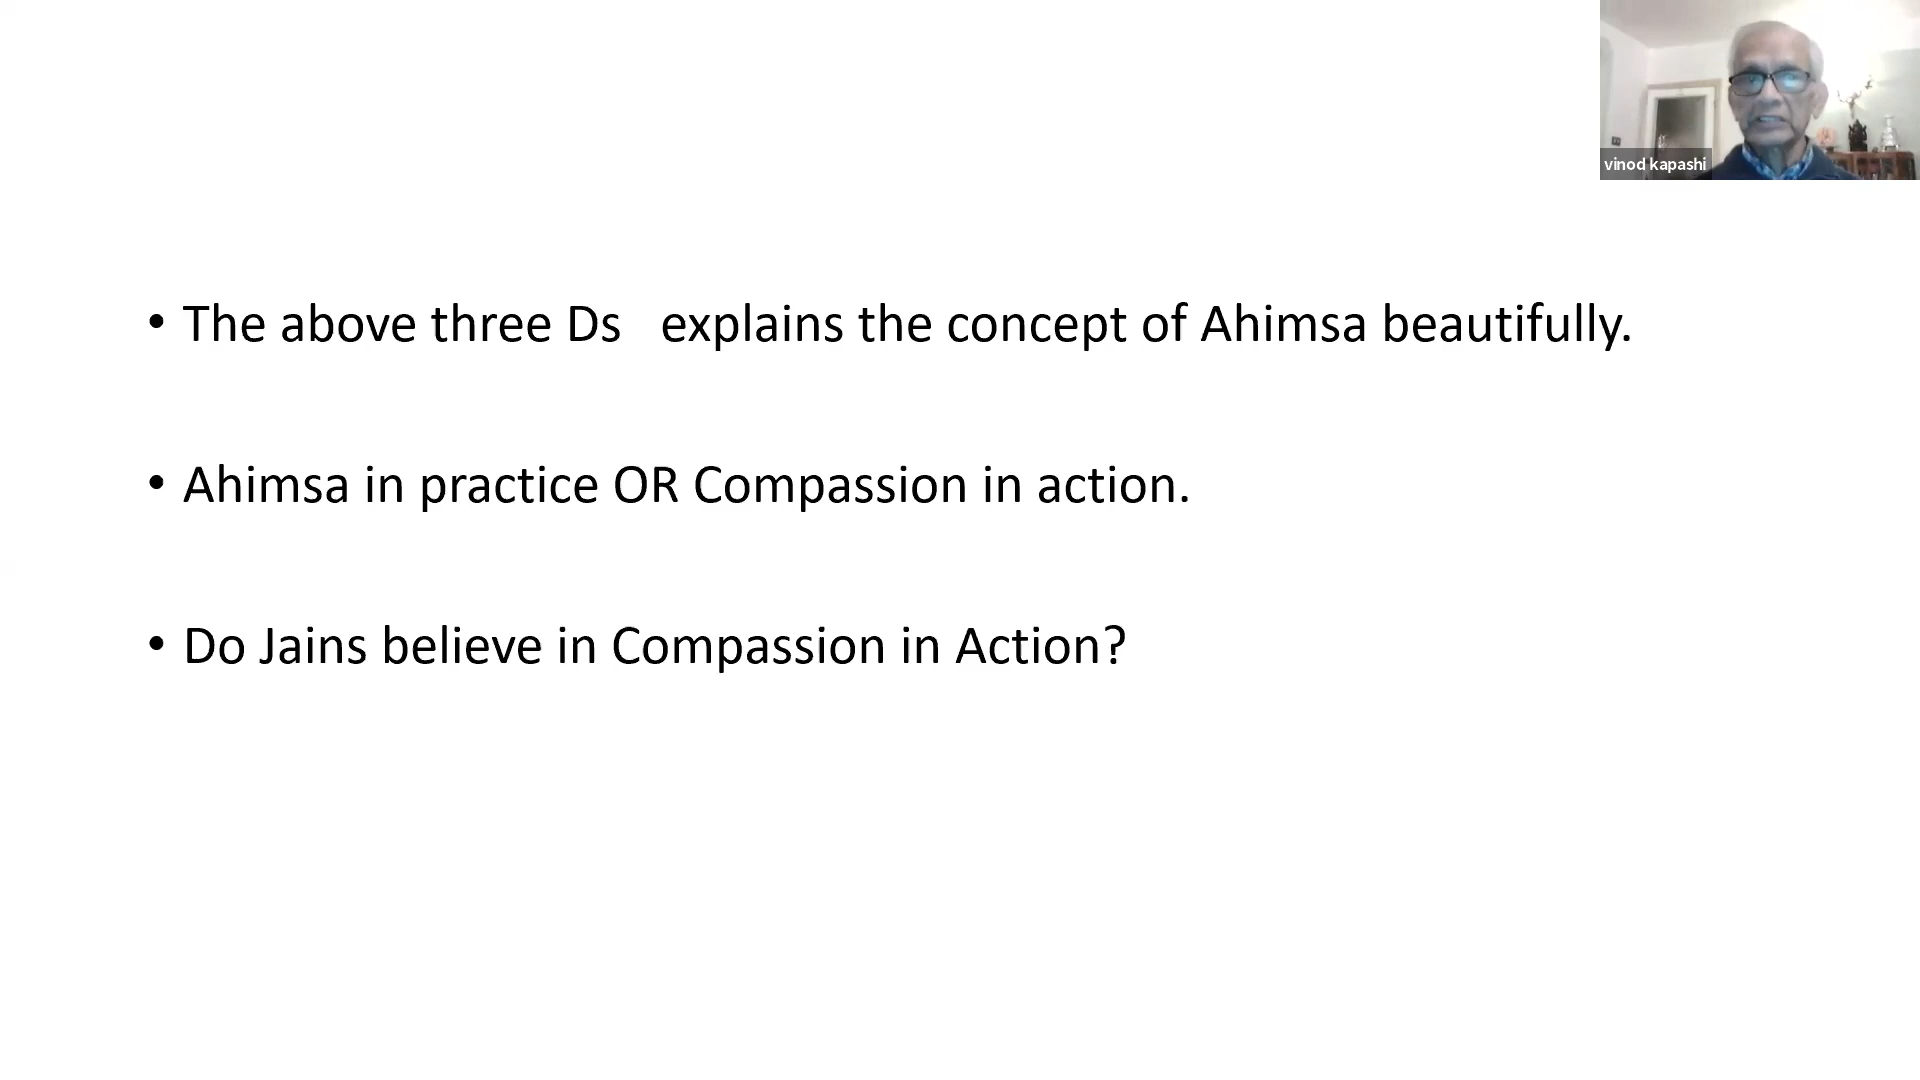 vinod kapashi
• The above three Ds   explains the concept of Ahimsa beautifully.
• Ahimsa in practice OR Compassion in action.
• Do Jains believe in Compassion in Action?